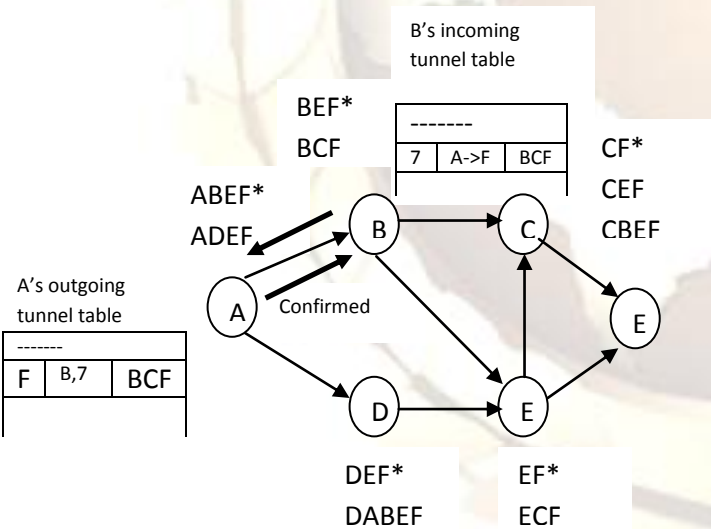 B's incoming
tunnel table
BEF*
BCF
-------
7 A->F BCF
CF*
CEF
CBEF
ABEF*
ADEF
B
C
A's outgoing
tunnel table
-------
F B,7 BCF
A
Confirmed
E
D
E
DEF*
DABEF
EF*
ECF